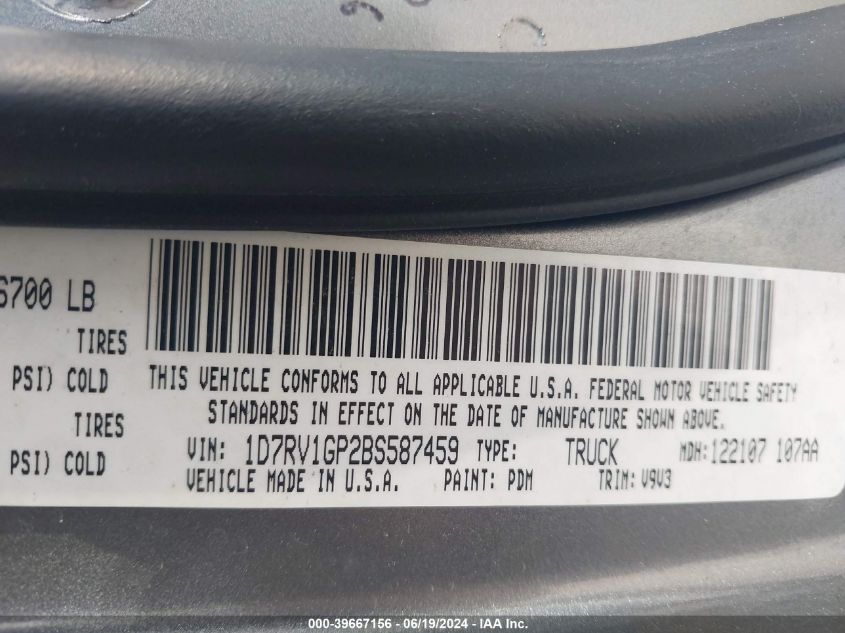 6700 LB
TIRES
PSI) COLD
TIRES
PSI) COLD
THIS VEHICLE CONFORMS TO ALL APPLICABLE U.S.A. FEDERAL MOTOR VEHICLE SAFETY
STANDARDS IN EFFECT ON THE DATE OF MANUFACTURE SHOWN ABOVE.
VIN: 1D7RV1GP2BS587459 TYPE: TRUCK MDH:122107 107AA
VEHICLE MADE IN U.S.A. PAINT: PDM TRIM: V9V3
000-39667156 - 06/19/2024 - IAA Inc.